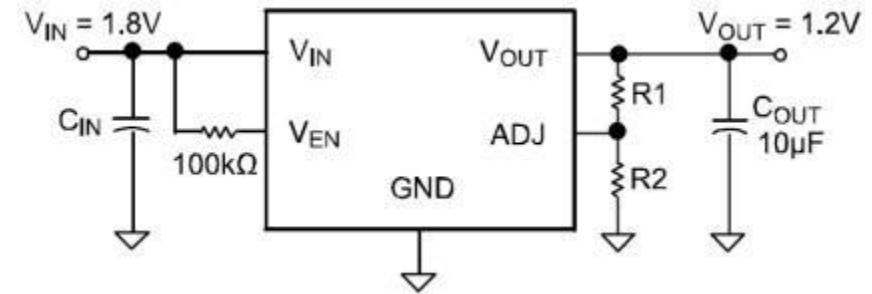 VIN = 1.8V
VOUT = 1.2V
VIN
VOUT
R1
CIN
COUT
10µF
100kΩ
VEN
ADJ
R2
GND